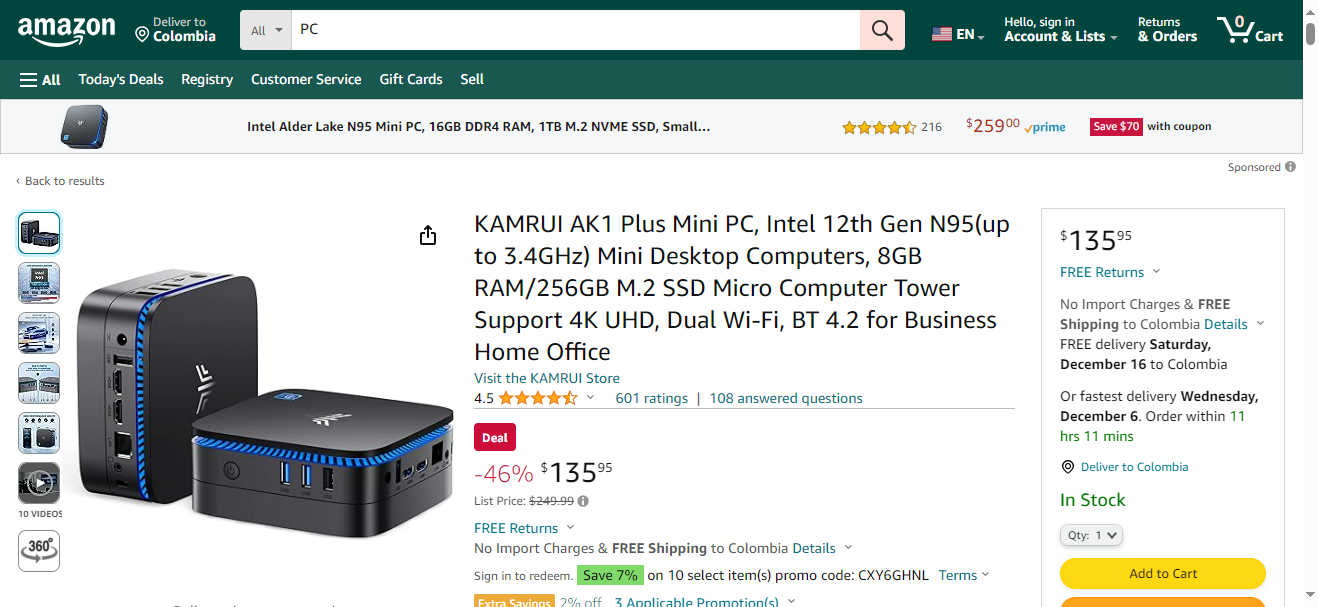 amazon
Deliver to
Colombia
All
PC
EN
Hello, sign in
Account & Lists
Returns
& Orders
0
Cart
All
Today's Deals
Registry
Customer Service
Gift Cards
Sell
Intel Alder Lake N95 Mini PC, 16GB DDR4 RAM, 1TB M.2 NVME SSD, Small...
216
$25900
prime
Save $70 with coupon
Sponsored
‹ Back to results
KAMRUI AK1 Plus Mini PC, Intel 12th Gen N95(up
to 3.4GHz) Mini Desktop Computers, 8GB
RAM/256GB M.2 SSD Micro Computer Tower
Support 4K UHD, Dual Wi-Fi, BT 4.2 for Business
Home Office
Visit the KAMRUI Store
4.5
601 ratings | 108 answered questions
Deal
-46% $13595
List Price: $249.99
FREE Returns
No Import Charges & FREE Shipping to Colombia Details
Sign in to redeem. Save 7% on 10 select item(s) promo code: CXY6GHNL Terms
Extra Savings 2% off 3 Applicable Promotion(s)
10 VIDEOS
360°
$13595
FREE Returns
No Import Charges & FREE
Shipping to Colombia Details
FREE delivery Saturday,
December 16 to Colombia
Or fastest delivery Wednesday,
December 6. Order within 11
hrs 11 mins
Deliver to Colombia
In Stock
Qty: 1
Add to Cart